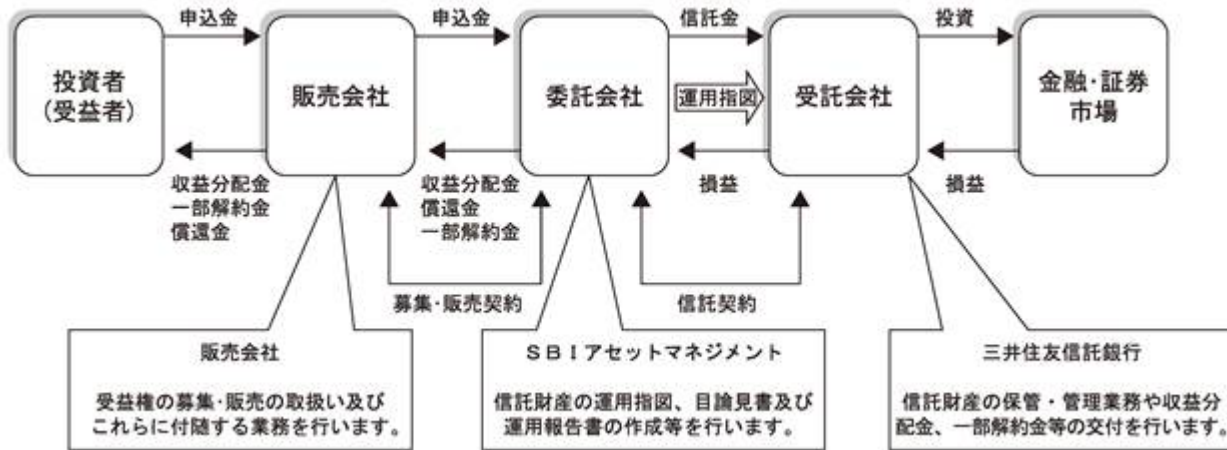 申込金
申込金
信託金
投資
投資者
(受益者)
販売会社
委託会社
運用指図
受託会社
金融・証券
市場
収益分配金
一部解約金
償還金
収益分配金
償還金
一部解約金
損益
損益
募集・販売契約
信託契約
販売会社
受益権の募集・販売の取扱い及び
これらに付随する業務を行います。
SBIアセットマネジメント
信託財産の運用指図、目論見書及び
運用報告書の作成等を行います。
三井住友信託銀行
信託財産の保管・管理業務や収益分
配金、一部解約金等の交付を行います。